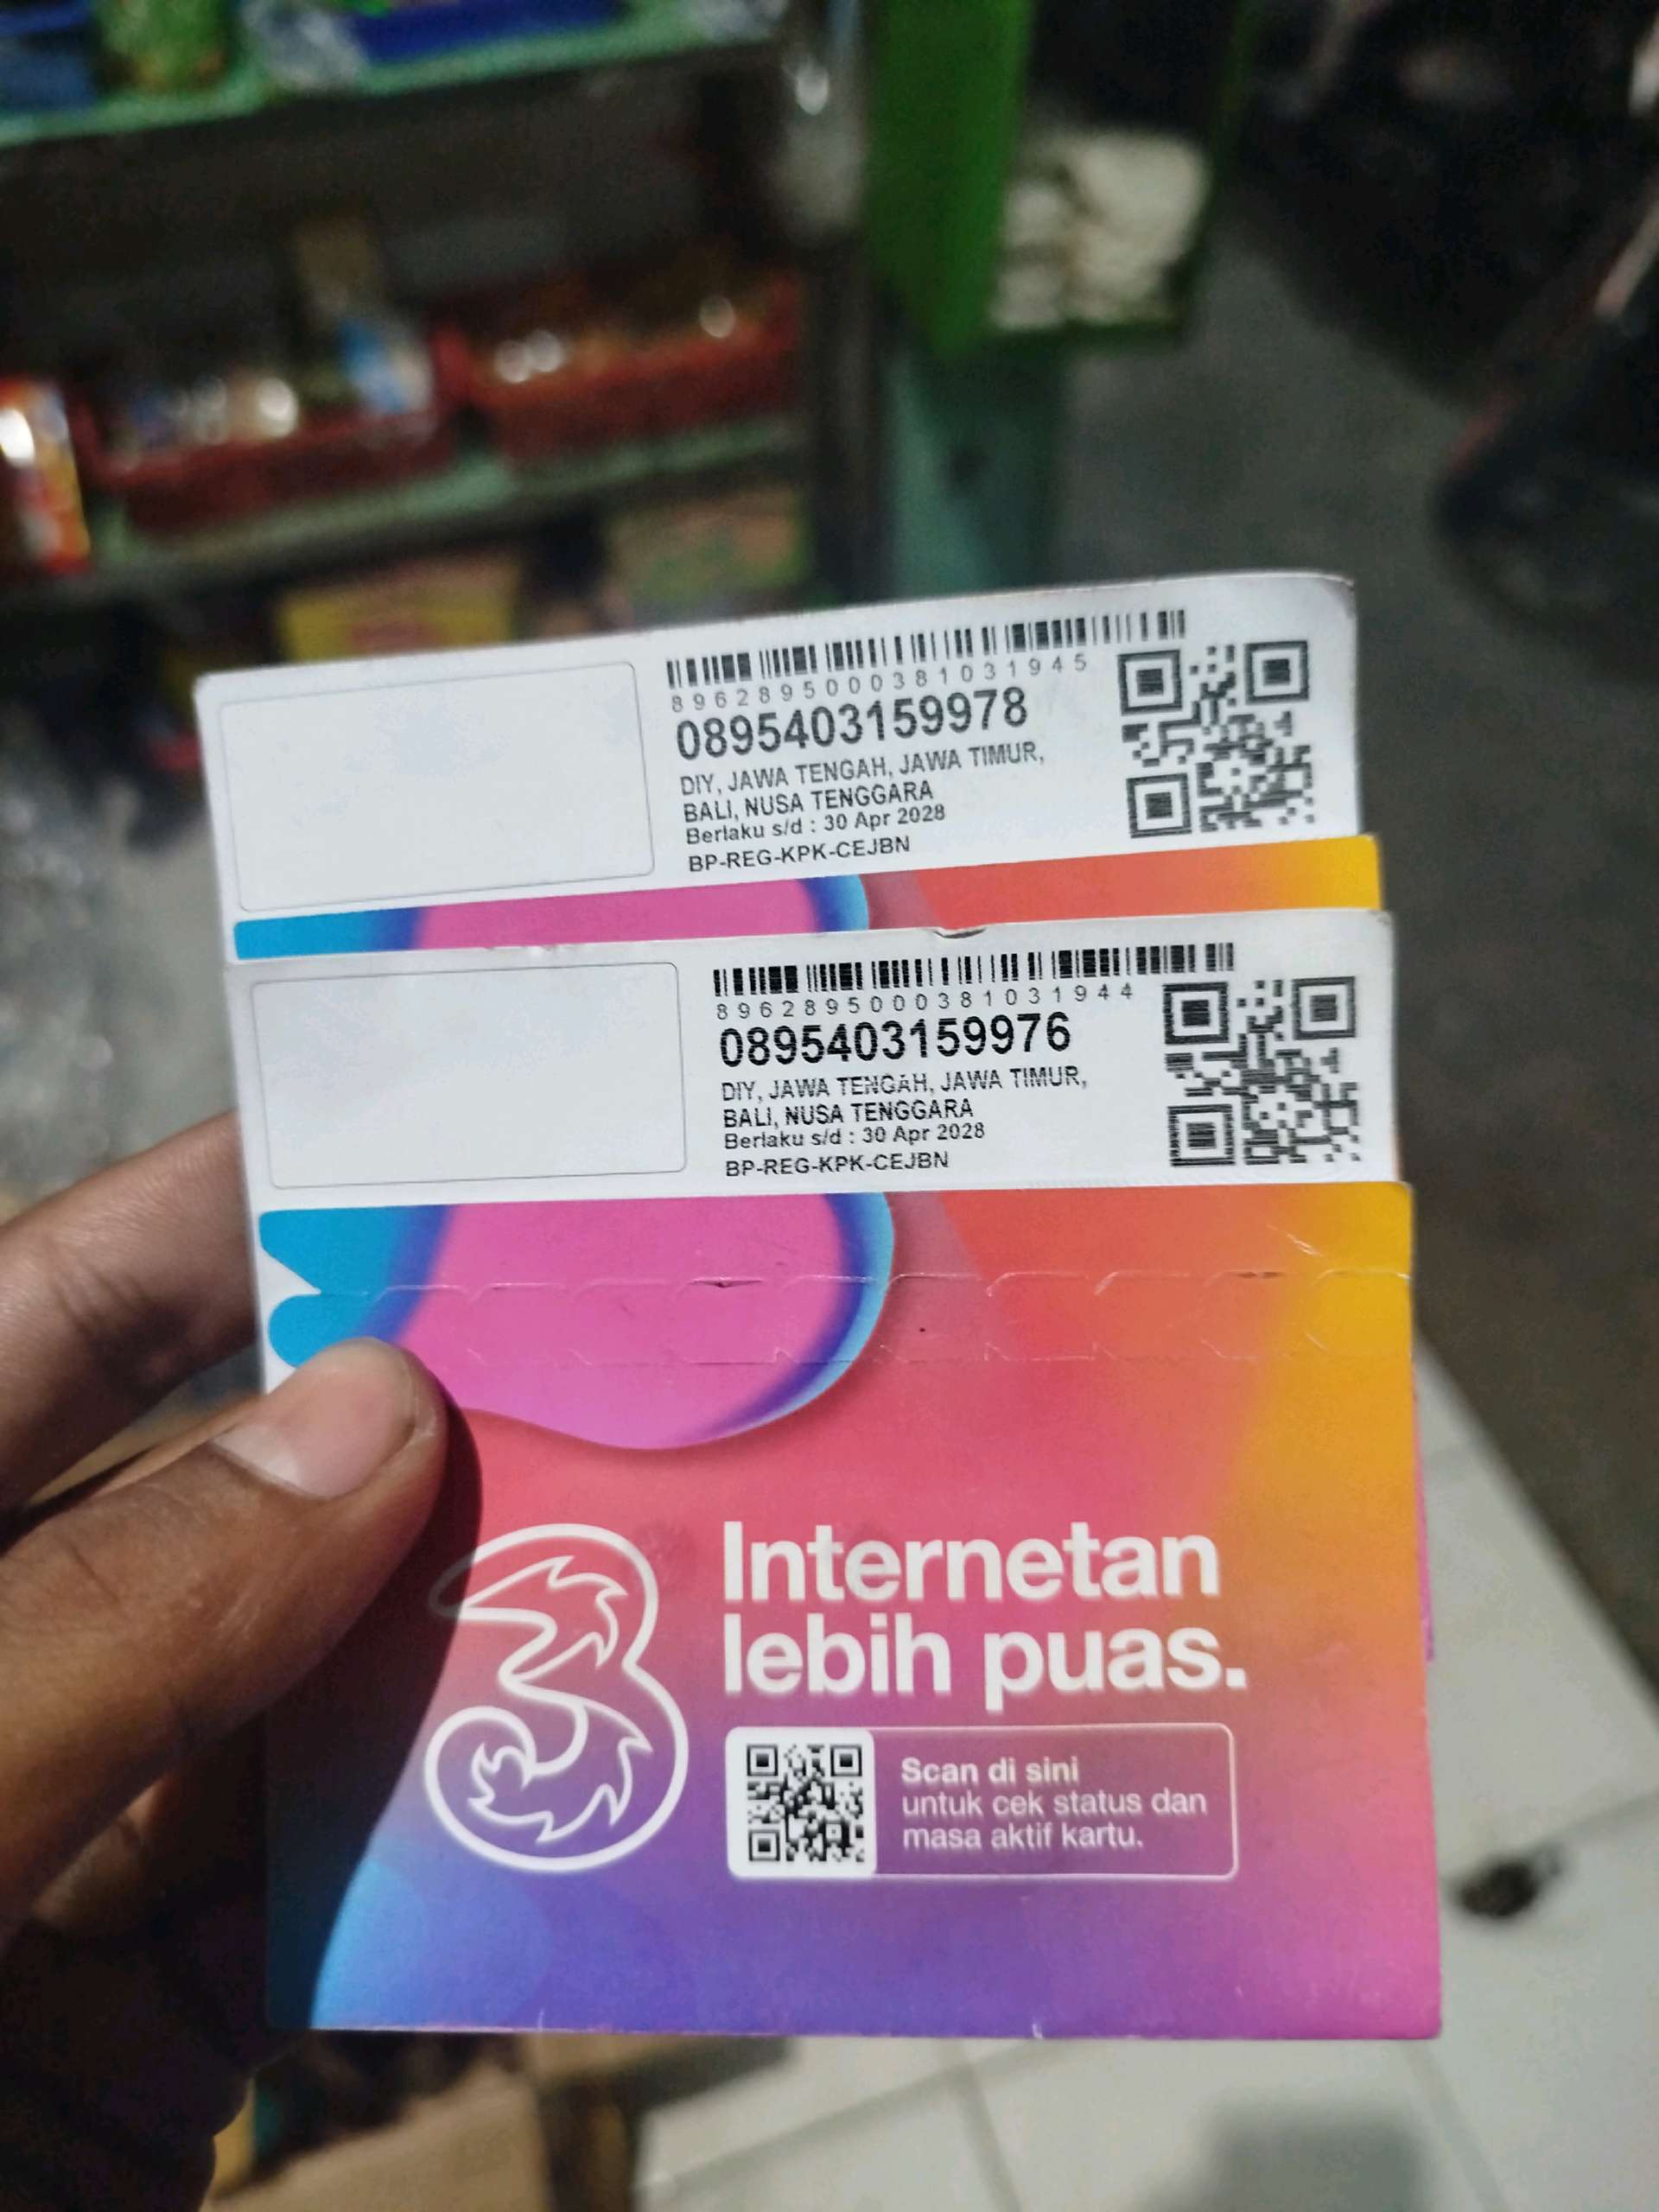 8962895000381031945
0895403159978
DIY, JAWA TENGAH, JAWA TIMUR,
BALI, NUSA TENGGARA
Berlaku s/d : 30 Apr 2028
BP-REG-KPK-CEJBN
8962895000381031944
0895403159976
DIY, JAWA TENGAH, JAWA TIMUR,
BALI, NUSA TENGGARA
Berlaku s/d : 30 Apr 2028
BP-REG-KPK-CEJBN
3
Internetan
lebih puas.
Scan di sini
untuk cek status dan
masa aktif kartu.